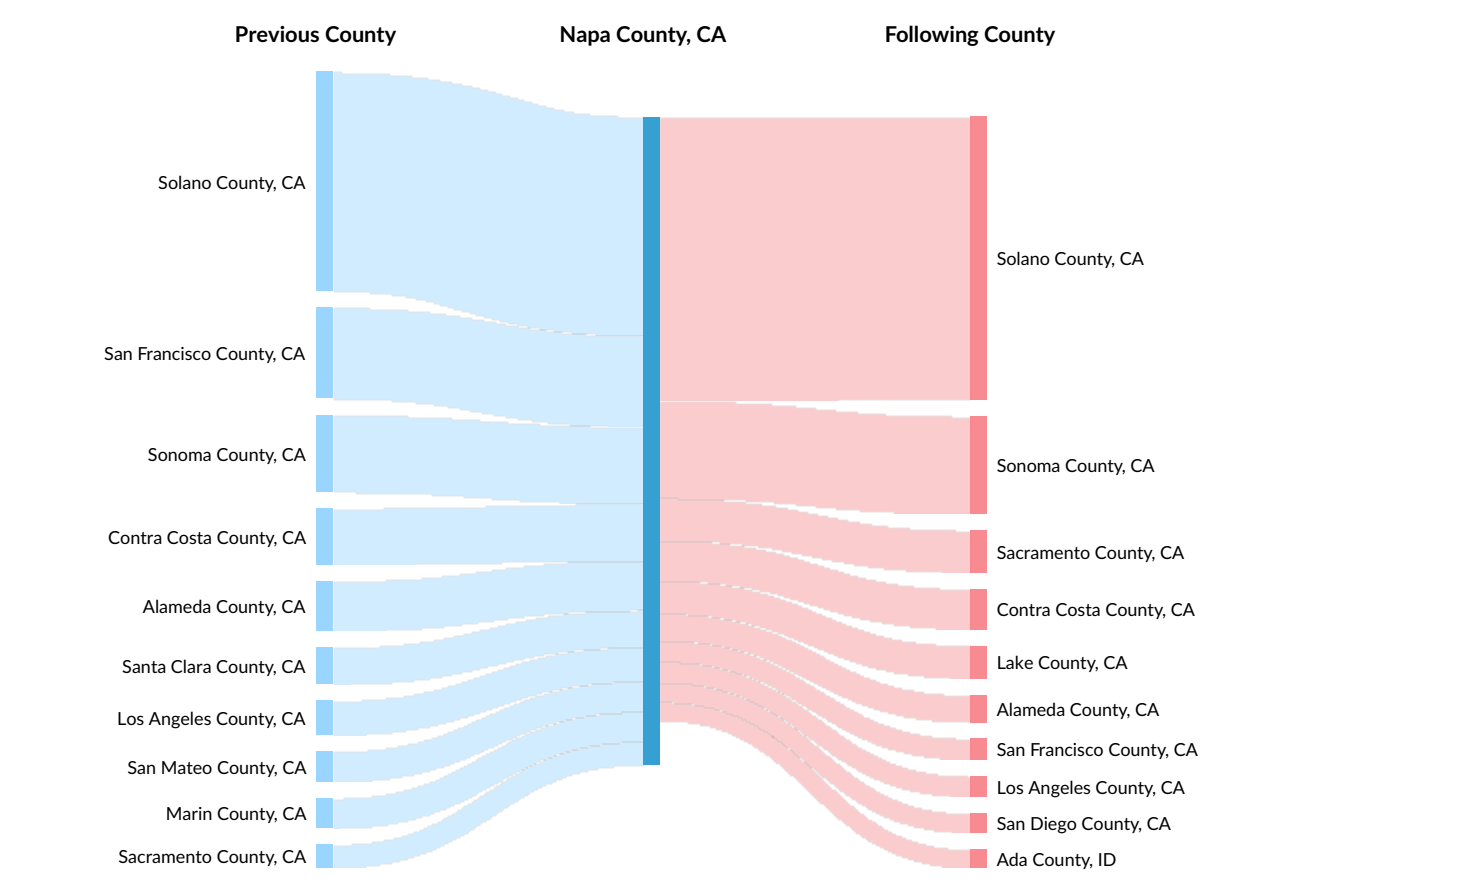 Previous County
Napa County, CA
Following County
Solano County, CA
San Francisco County, CA
Sonoma County, CA
Contra Costa County, CA
Alameda County, CA
Santa Clara County, CA
Los Angeles County, CA
San Mateo County, CA
Marin County, CA
Sacramento County, CA
Solano County, CA
Sonoma County, CA
Sacramento County, CA
Contra Costa County, CA
Lake County, CA
Alameda County, CA
San Francisco County, CA
Los Angeles County, CA
San Diego County, CA
Ada County, ID